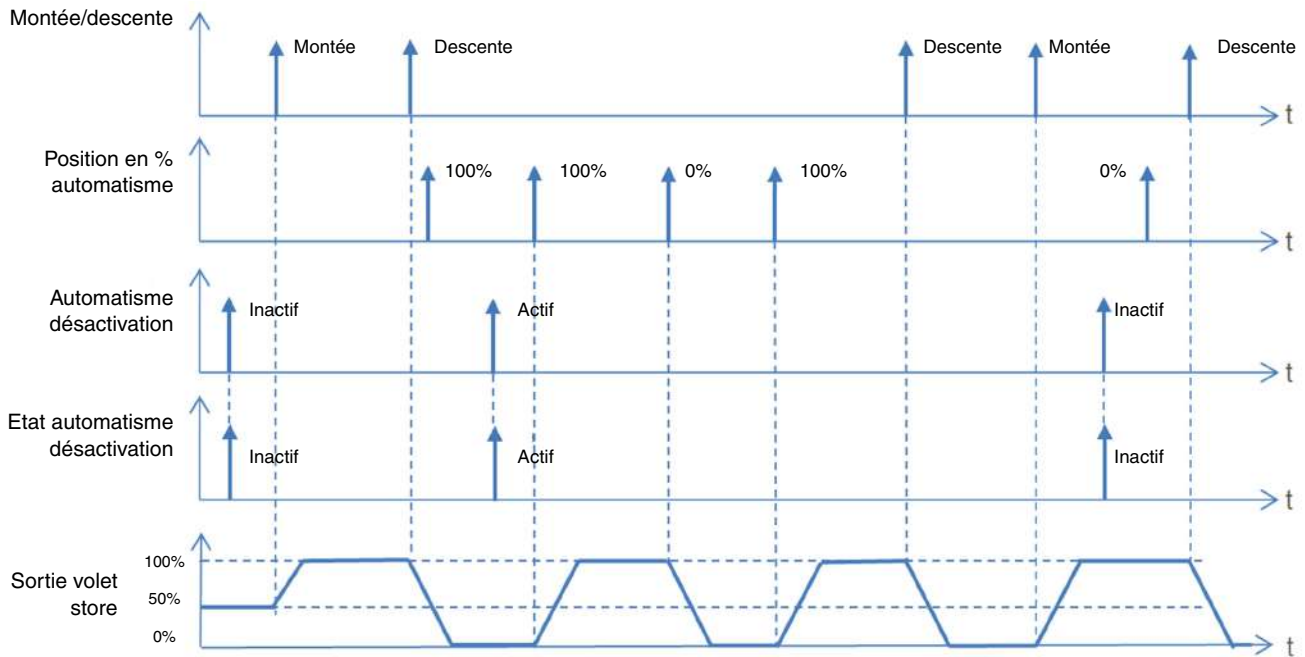 Montée/descente
Montée
Descente
Descente
Montée
Descente
t
Position en %
automatisme
100%
100%
0%
100%
0%
t
Automatisme
désactivation
Inactif
Actif
Inactif
t
Etat automatisme
désactivation
Inactif
Actif
Inactif
t
Sortie volet
store
100%
50%
0%
t